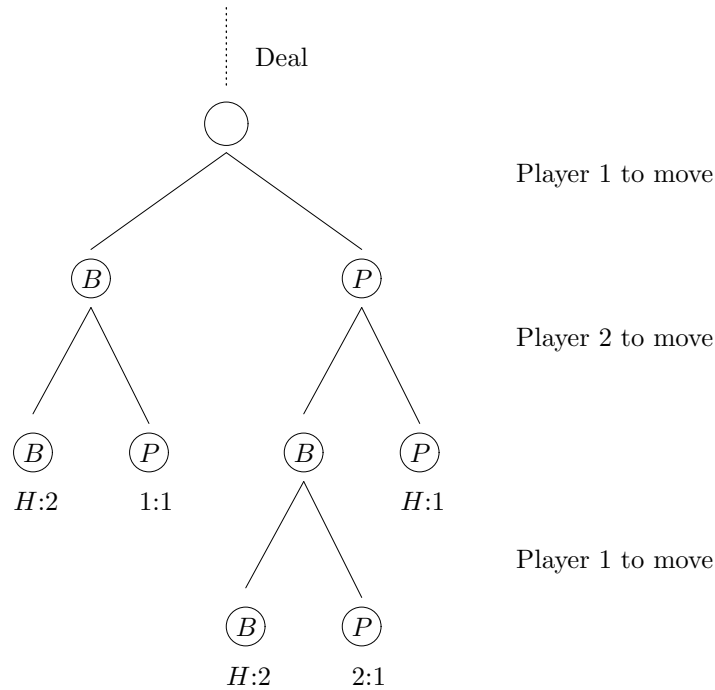 Deal
Player 1 to move
B P
Player 2 to move
B P B P
H:2 1:1 H:1
Player 1 to move
B P
H:2 2:1